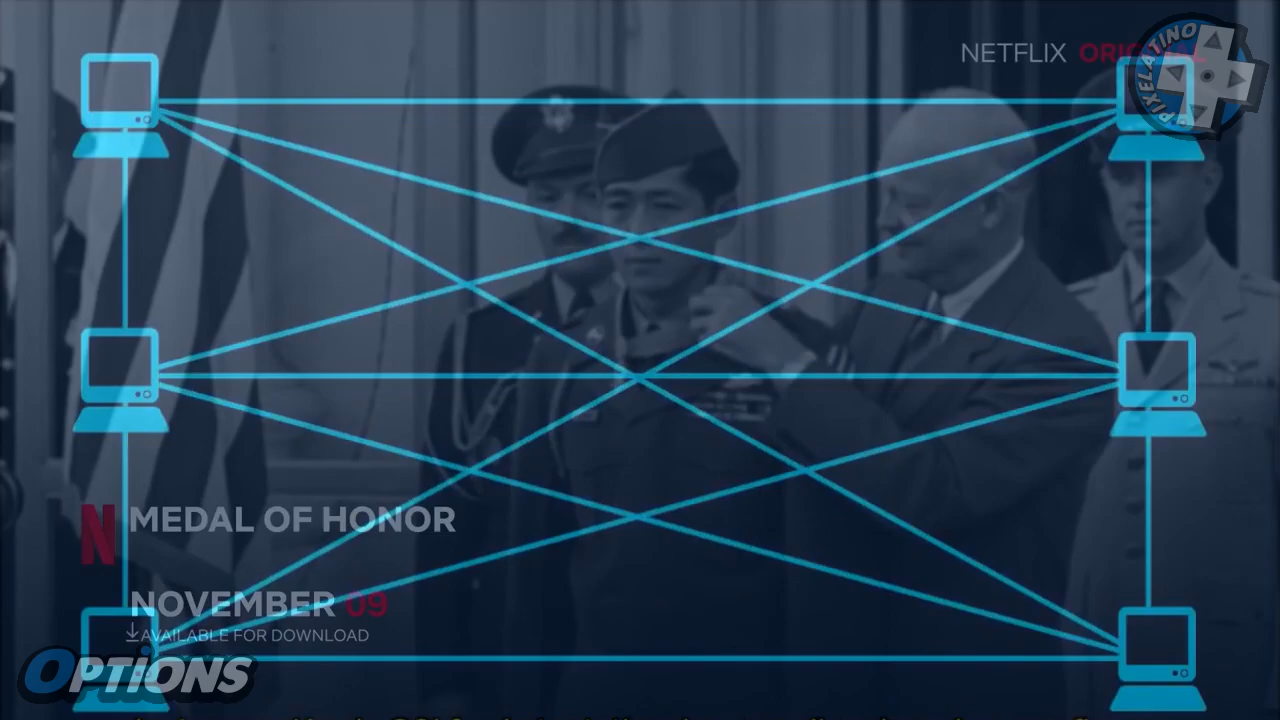 NETFLIX ORIGINAL
PIXELATINO
MEDAL OF HONOR
NOVEMBER 09
AVAILABLE FOR DOWNLOAD
OPTIONS